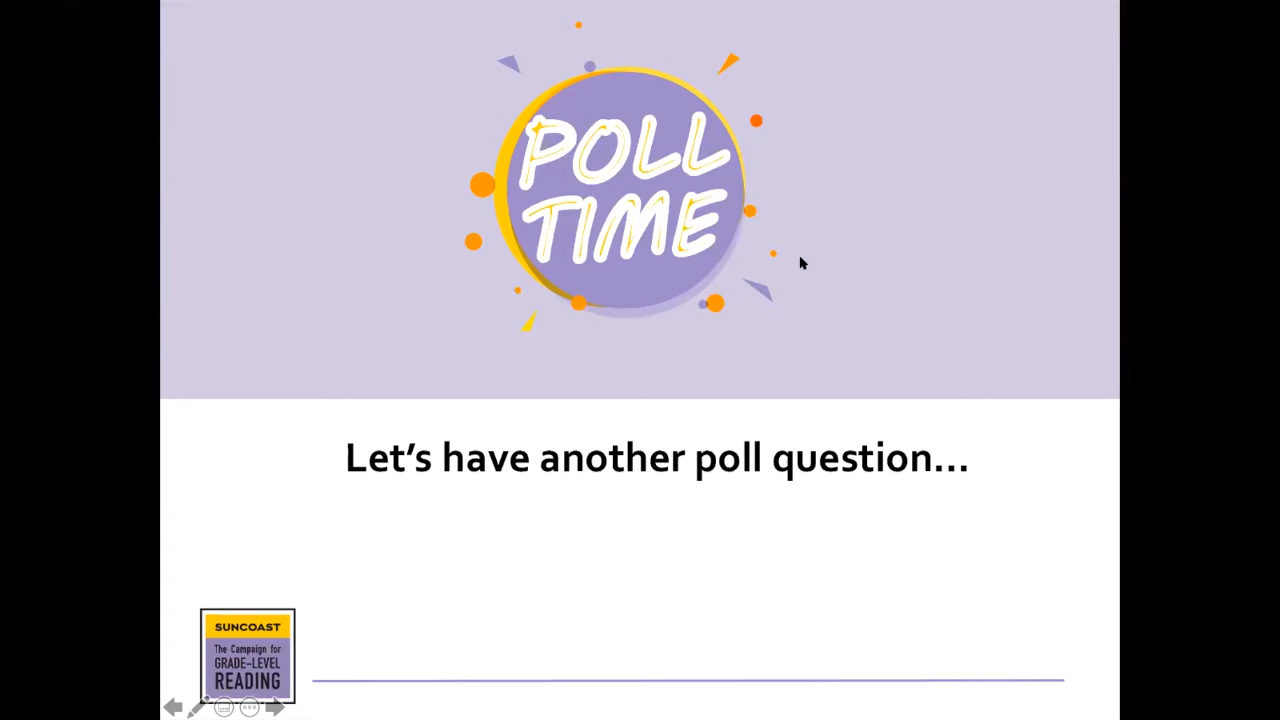 POLL
TIME
Let’s have another poll question...
SUNCOAST
The Campaign for
GRADE-LEVEL
READING